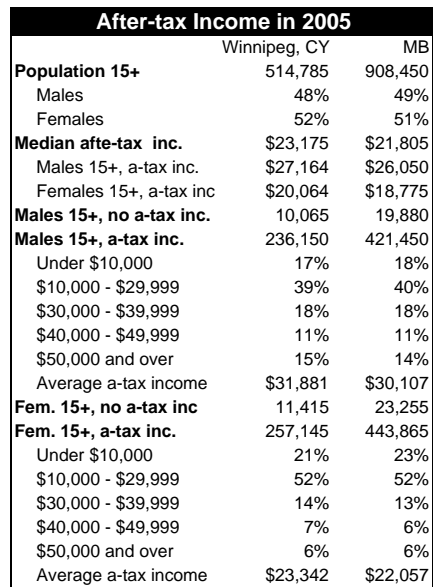 After-tax Income in 2005
Winnipeg, CY MB
Population 15+ 514,785 908,450
Males 48% 49%
Females 52% 51%
Median afte-tax inc. $23,175 $21,805
Males 15+, a-tax inc. $27,164 $26,050
Females 15+, a-tax inc $20,064 $18,775
Males 15+, no a-tax inc. 10,065 19,880
Males 15+, a-tax inc. 236,150 421,450
Under $10,000 17% 18%
$10,000 - $29,999 39% 40%
$30,000 - $39,999 18% 18%
$40,000 - $49,999 11% 11%
$50,000 and over 15% 14%
Average a-tax income $31,881 $30,107
Fem. 15+, no a-tax inc 11,415 23,255
Fem. 15+, a-tax inc. 257,145 443,865
Under $10,000 21% 23%
$10,000 - $29,999 52% 52%
$30,000 - $39,999 14% 13%
$40,000 - $49,999 7% 6%
$50,000 and over 6% 6%
Average a-tax income $23,342 $22,057